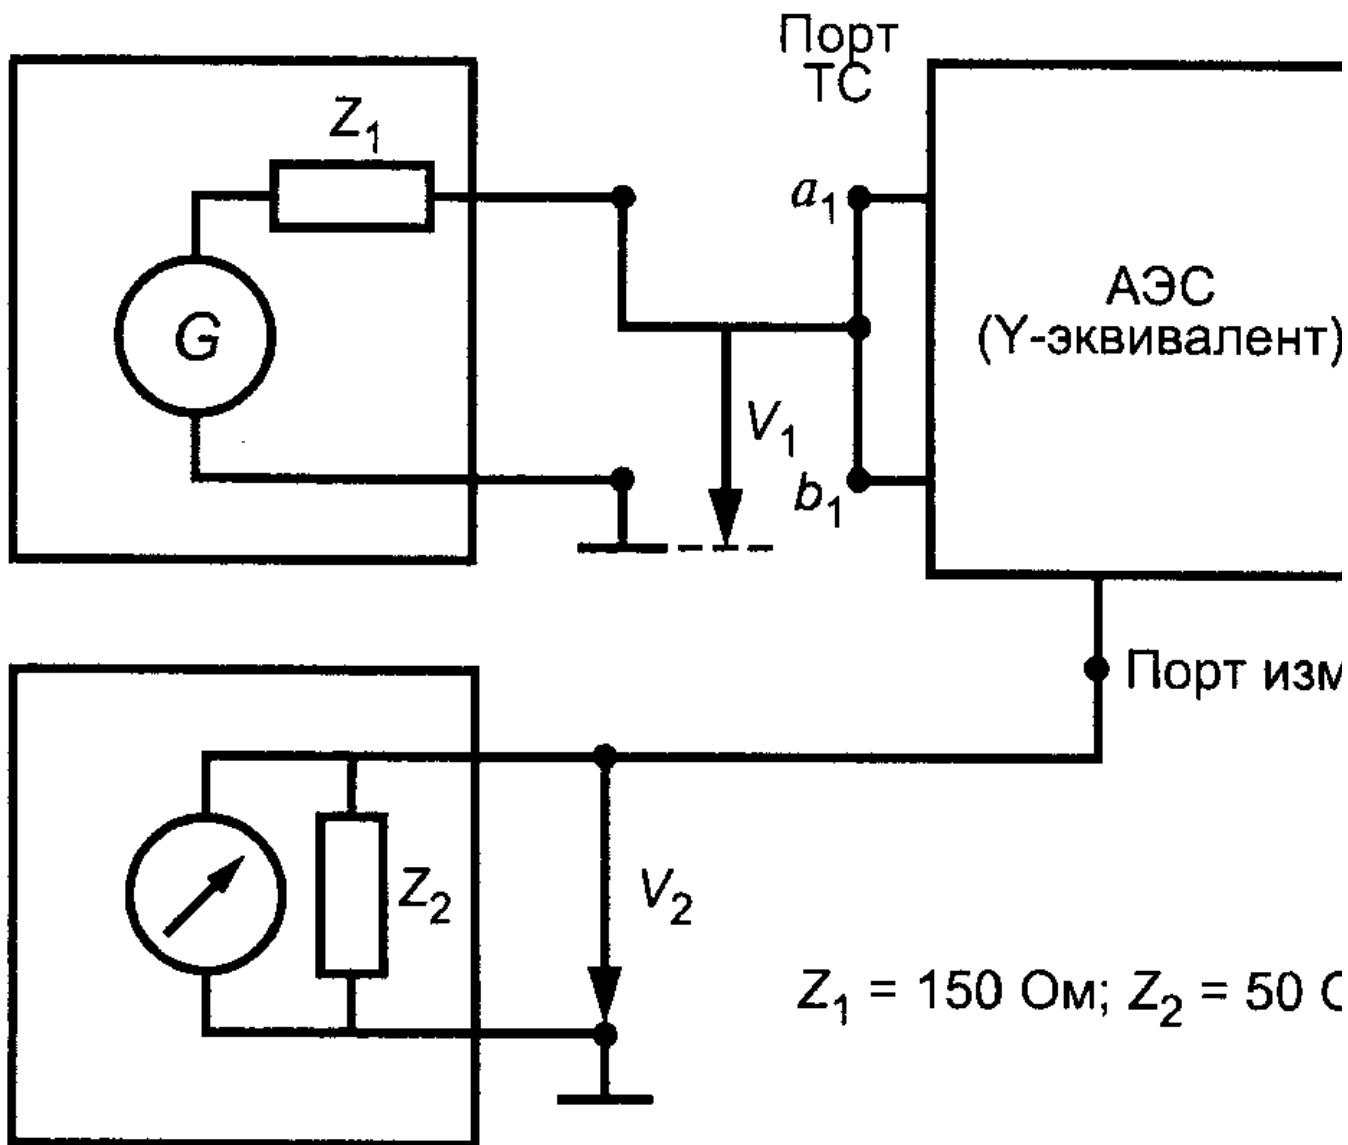 Порт
ТС
Z1
a1
АЭС
(Y-эквивалент)
G
V1
b1
Порт изм
Z2
V2
Z1 = 150 Ом; Z2 = 50